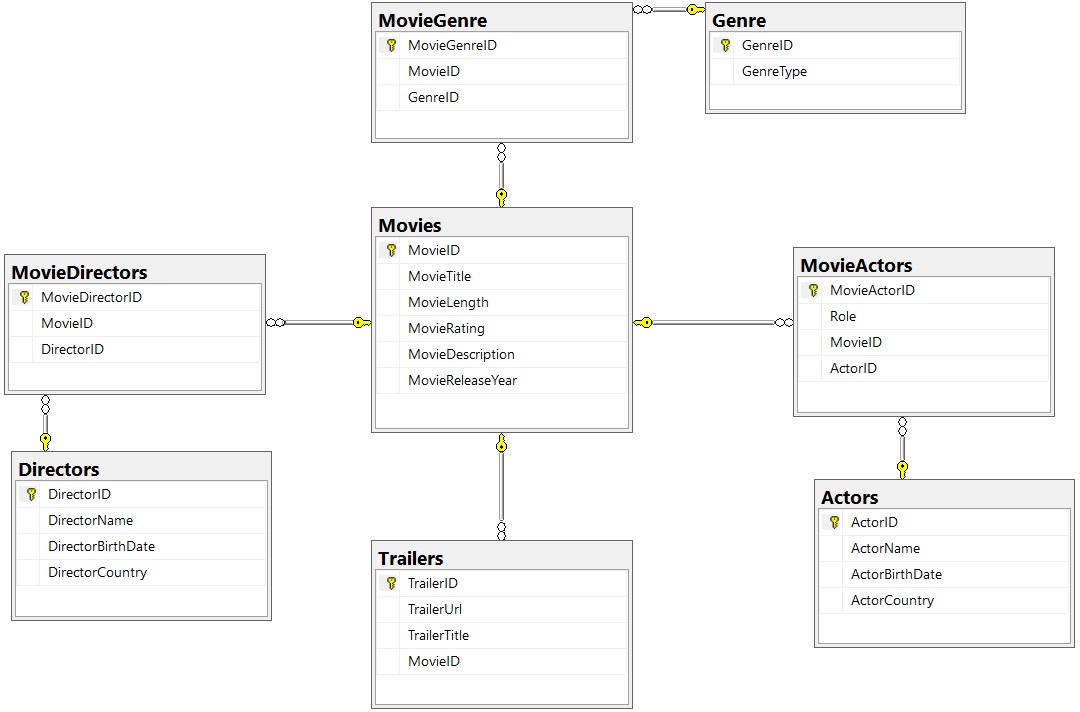 MovieGenre
MovieGenreID
MovieID
GenreID
Genre
GenreID
GenreType
Movies
MovieID
MovieTitle
MovieLength
MovieRating
MovieDescription
MovieReleaseYear
MovieDirectors
MovieDirectorID
MovieID
DirectorID
MovieActors
MovieActorID
Role
MovieID
ActorID
Directors
DirectorID
DirectorName
DirectorBirthDate
DirectorCountry
Trailers
TrailerID
TrailerUrl
TrailerTitle
MovieID
Actors
ActorID
ActorName
ActorBirthDate
ActorCountry